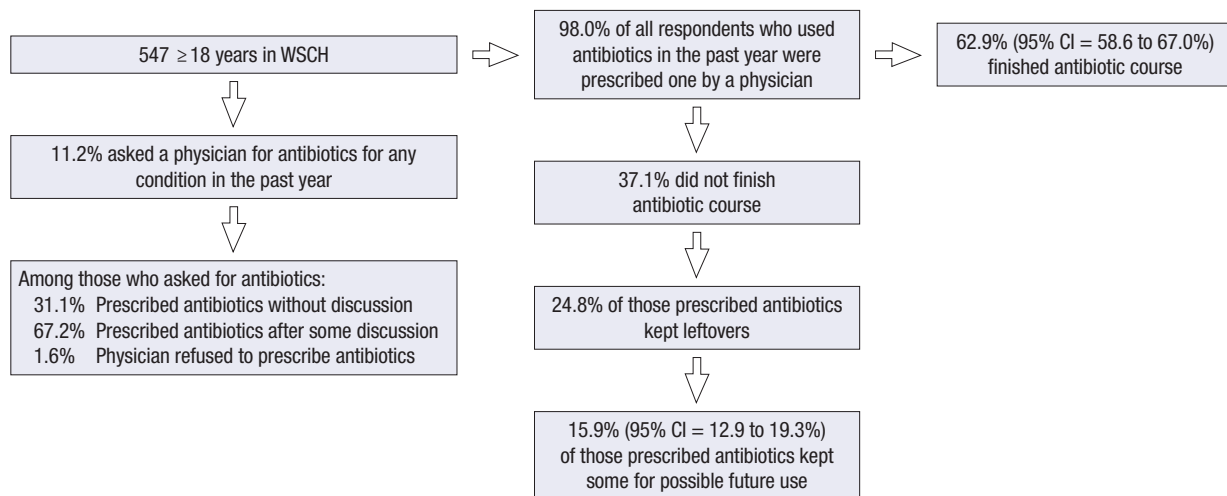 547 ≥ 18 years in WSCH
11.2% asked a physician for antibiotics for any
condition in the past year
Among those who asked for antibiotics:
31.1% Prescribed antibiotics without discussion
67.2% Prescribed antibiotics after some discussion
1.6% Physician refused to prescribe antibiotics
98.0% of all respondents who used
antibiotics in the past year were
prescribed one by a physician
37.1% did not finish
antibiotic course
24.8% of those prescribed antibiotics
kept leftovers
15.9% (95% CI = 12.9 to 19.3%)
of those prescribed antibiotics kept
some for possible future use
62.9% (95% CI = 58.6 to 67.0%)
finished antibiotic course